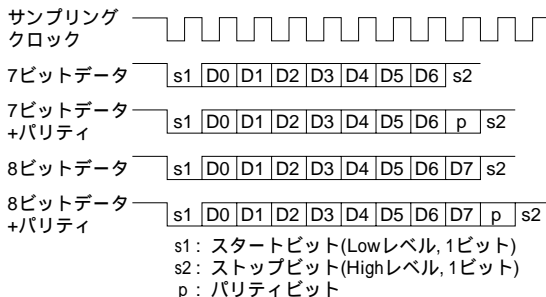 サンプリング
クロック
7ビットデータ s1 D0 D1 D2 D3 D4 D5 D6 s2
7ビットデータ
+パリティ s1 D0 D1 D2 D3 D4 D5 D6 p s2
8ビットデータ s1 D0 D1 D2 D3 D4 D5 D6 D7 s2
8ビットデータ
+パリティ s1 D0 D1 D2 D3 D4 D5 D6 D7 p s2
s1 : スタートビット(Lowレベル, 1ビット)
s2 : ストップビット(Highレベル, 1ビット)
p : パリティビット